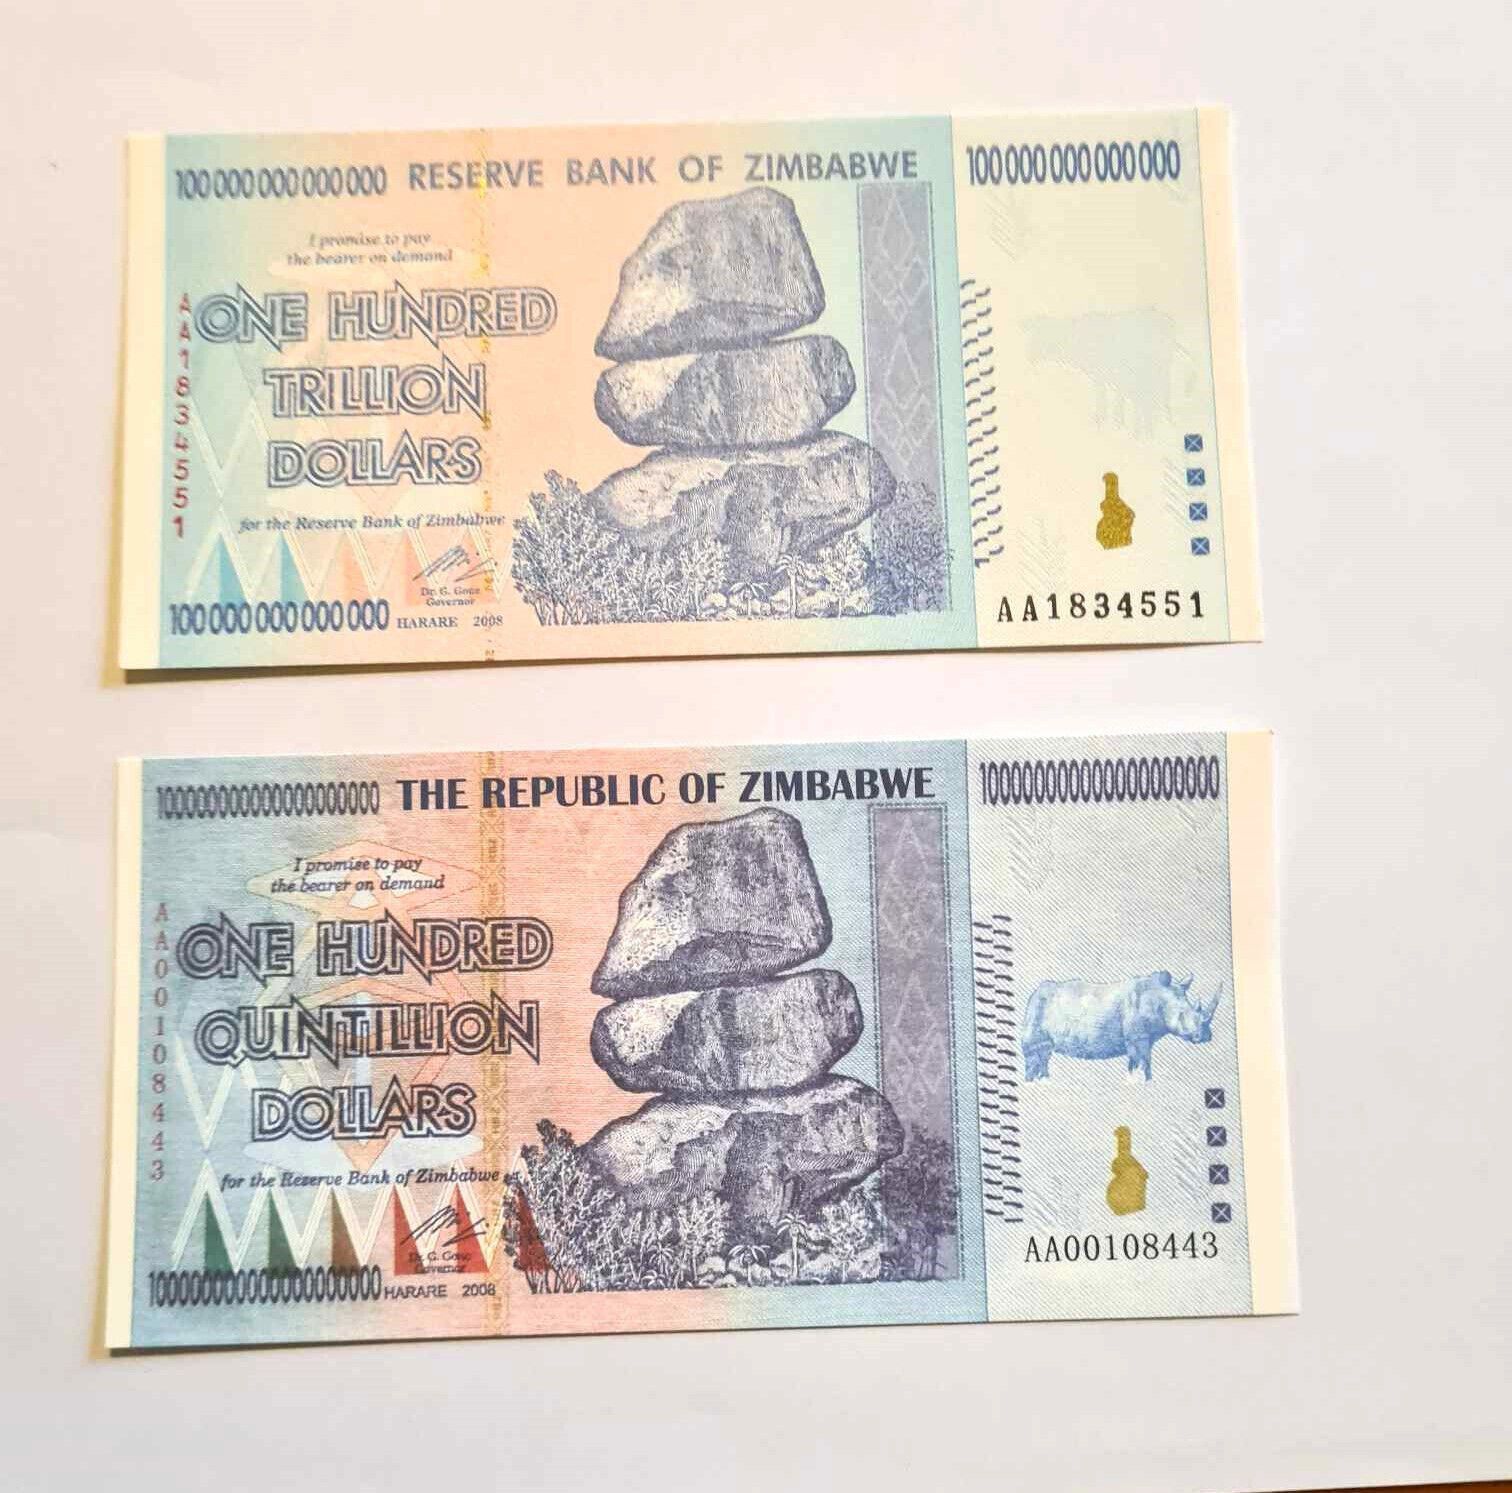 100 000 000 000 000 RESERVE BANK OF ZIMBABWE 100 000 000 000 000
I promise to pay
the bearer on demand
ONE HUNDRED
TRILLION
DOLLARS
AA1834551
for the Reserve Bank of Zimbabwe
Dr. G. Gono
Governor
100 000 000 000 000 HARARE 2008
AA1834551
100000000000000000000 THE REPUBLIC OF ZIMBABWE 100000000000000000000
I promise to pay
the bearer on demand
ONE HUNDRED
QUINTILLION
DOLLARS
AA00108443
for the Reserve Bank of Zimbabwe
Dr. G. Gono
Governor
100000000000000000000 HARARE 2008
AA00108443